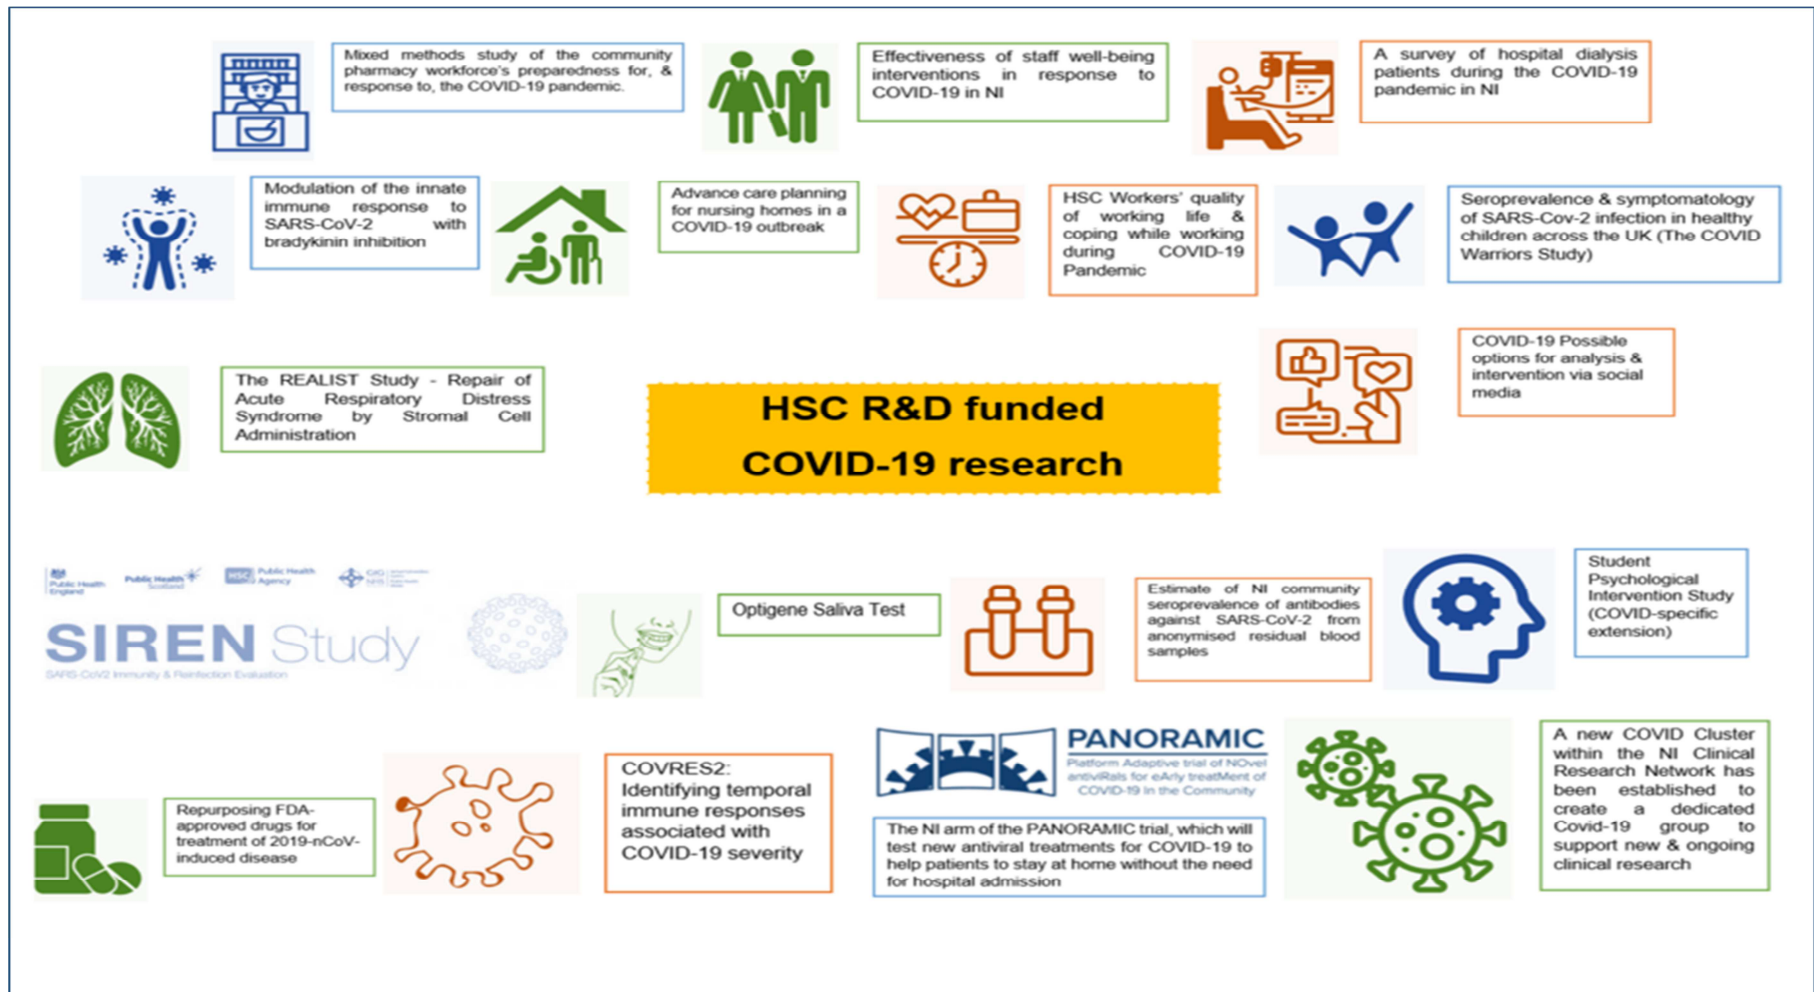 Mixed methods study of the community
pharmacy workforce's preparedness for, &
response to, the COVID-19 pandemic.
Effectiveness of staff well-being
interventions in response to
COVID-19 in NI
A survey of hospital dialysis
patients during the COVID-19
pandemic in NI
Modulation of the innate
immune response to
SARS-CoV-2 with
bradykinin inhibition
Advance care planning
for nursing homes in a
COVID-19 outbreak
HSC Workers' quality
of working life &
coping while working
during COVID-19
Pandemic
Seroprevalence & symptomatology
of SARS-Cov-2 infection in healthy
children across the UK (The COVID
Warriors Study)
The REALIST Study - Repair of
Acute Respiratory Distress
Syndrome by Stromal Cell
Administration
HSC R&D funded
COVID-19 research
COVID-19 Possible
options for analysis &
intervention via social
media
Public Health
England
Public Health
Scotland
HSC Public Health
Agency
GIG
NHS
SIREN Study
SARS-CoV2 Immunity & Reinfection Evaluation
Optigene Saliva Test
Estimate of NI community
seroprevalence of antibodies
against SARS-CoV-2 from
anonymised residual blood
samples
Student
Psychological
Intervention Study
(COVID-specific
extension)
Repurposing FDA-
approved drugs for
treatment of 2019-nCoV-
induced disease
COVRES2:
Identifying temporal
immune responses
associated with
COVID-19 severity
PANORAMIC
Platform Adaptive trial of NOvel
antiviRals for eArly treatMent of
COVID-19 In the Community
The NI arm of the PANORAMIC trial, which will
test new antiviral treatments for COVID-19 to
help patients to stay at home without the need
for hospital admission
A new COVID Cluster
within the NI Clinical
Research Network has
been established to
create a dedicated
Covid-19 group to
support new & ongoing
clinical research